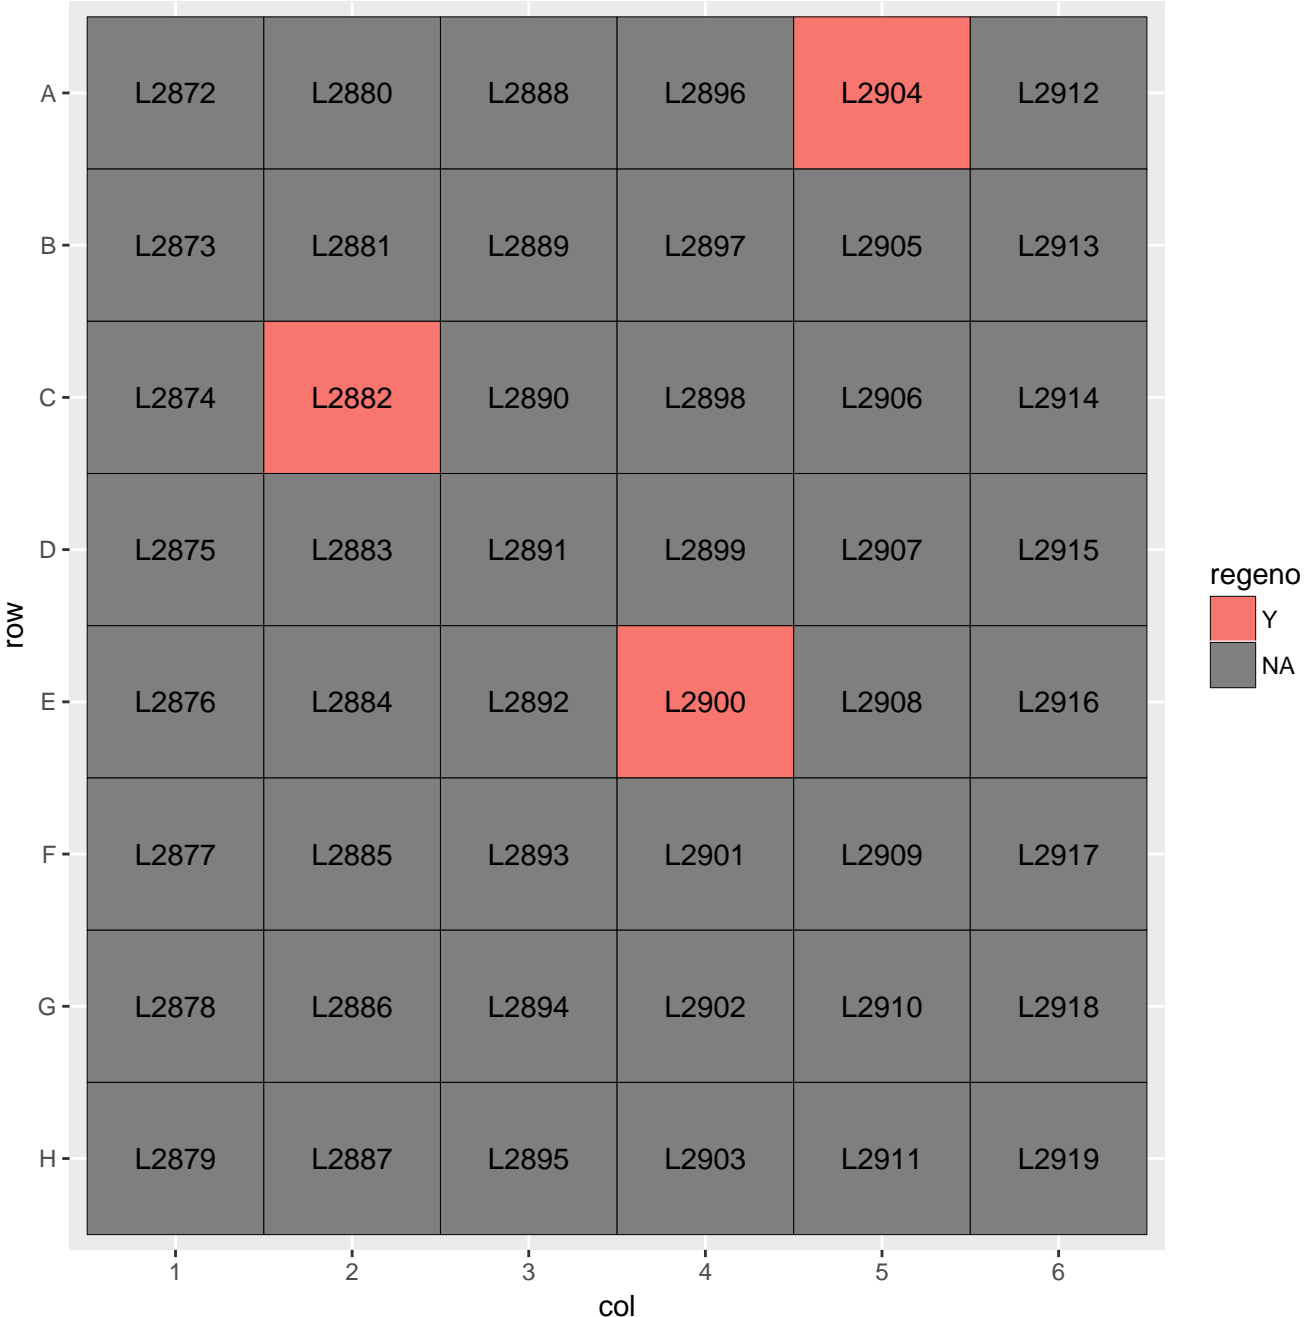 A L2872 L2880 L2888 L2896 L2904 L2912
B L2873 L2881 L2889 L2897 L2905 L2913
C L2874 L2882 L2890 L2898 L2906 L2914
D L2875 L2883 L2891 L2899 L2907 L2915
E L2876 L2884 L2892 L2900 L2908 L2916
F L2877 L2885 L2893 L2901 L2909 L2917
G L2878 L2886 L2894 L2902 L2910 L2918
H L2879 L2887 L2895 L2903 L2911 L2919
1 2 3 4 5 6
col
row
regeno
Y
NA